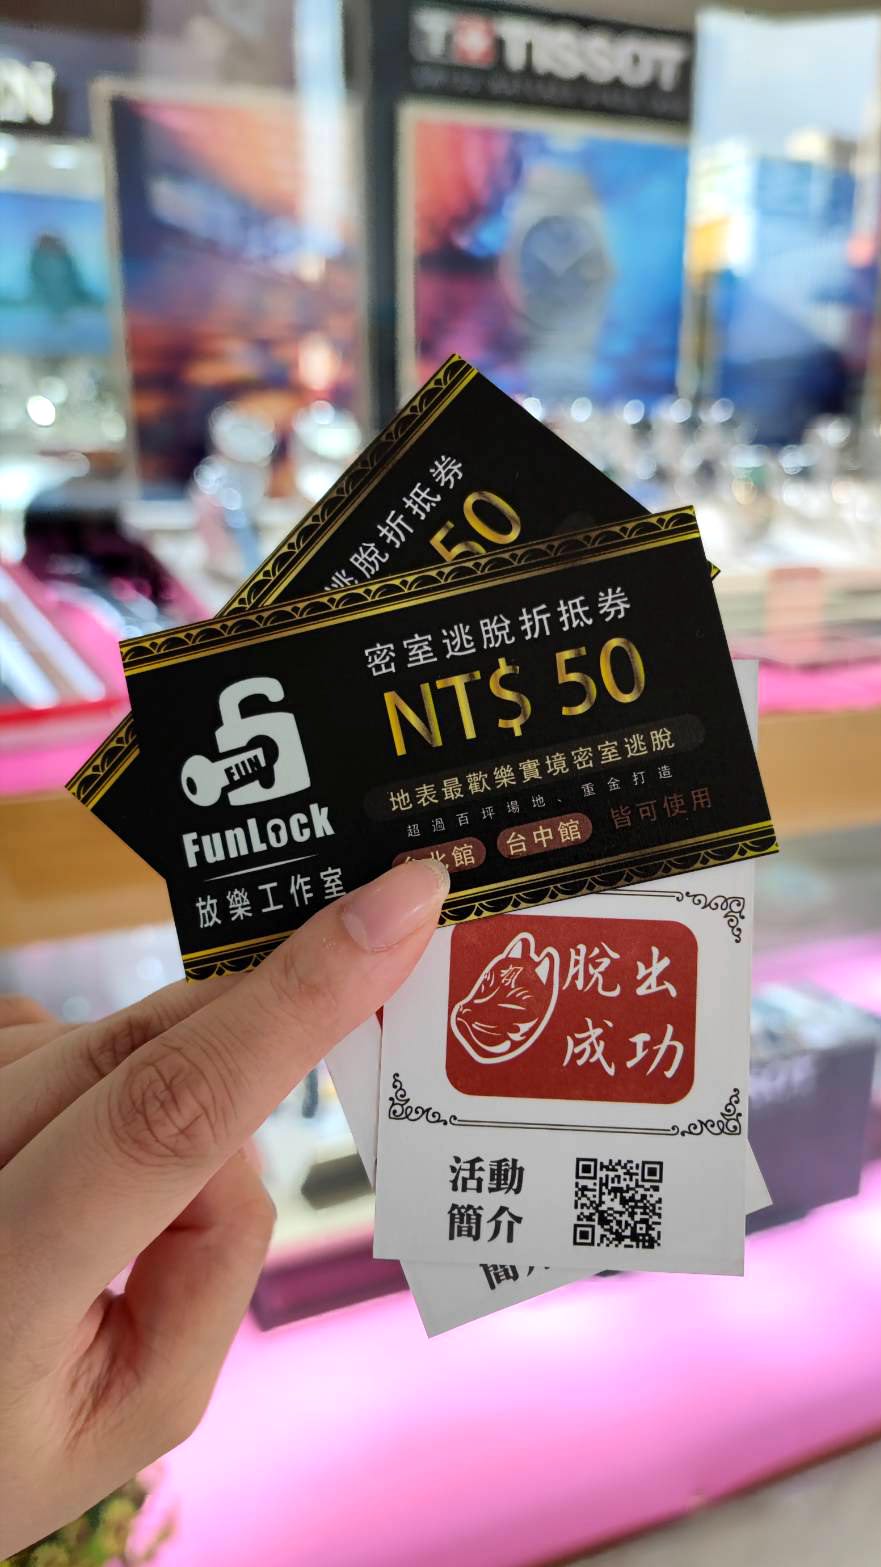 TISSOT
逃脫折抵券
50
密室逃脫折抵券
NT$ 50
地表最歡樂實境密室逃脫
超過百坪場地、重金打造
台北館 台中館 皆可使用
FunLock
放樂工作室
脫出
成功
活動
簡介